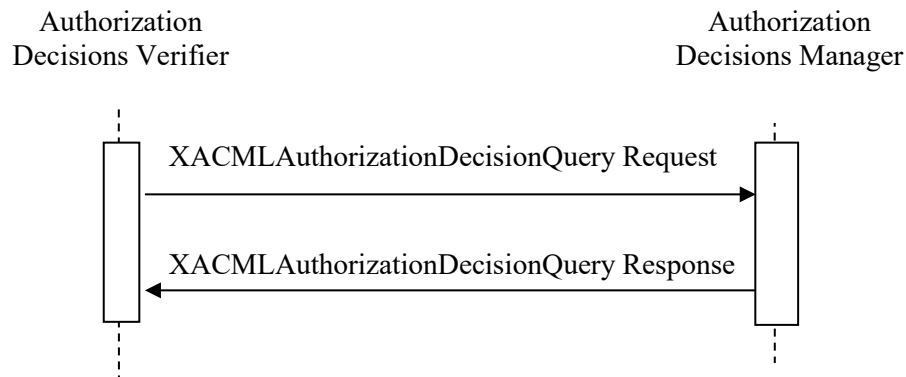 Authorization
Decisions Verifier
Authorization
Decisions Manager
XACMLAuthorizationDecisionQuery Request
XACMLAuthorizationDecisionQuery Response